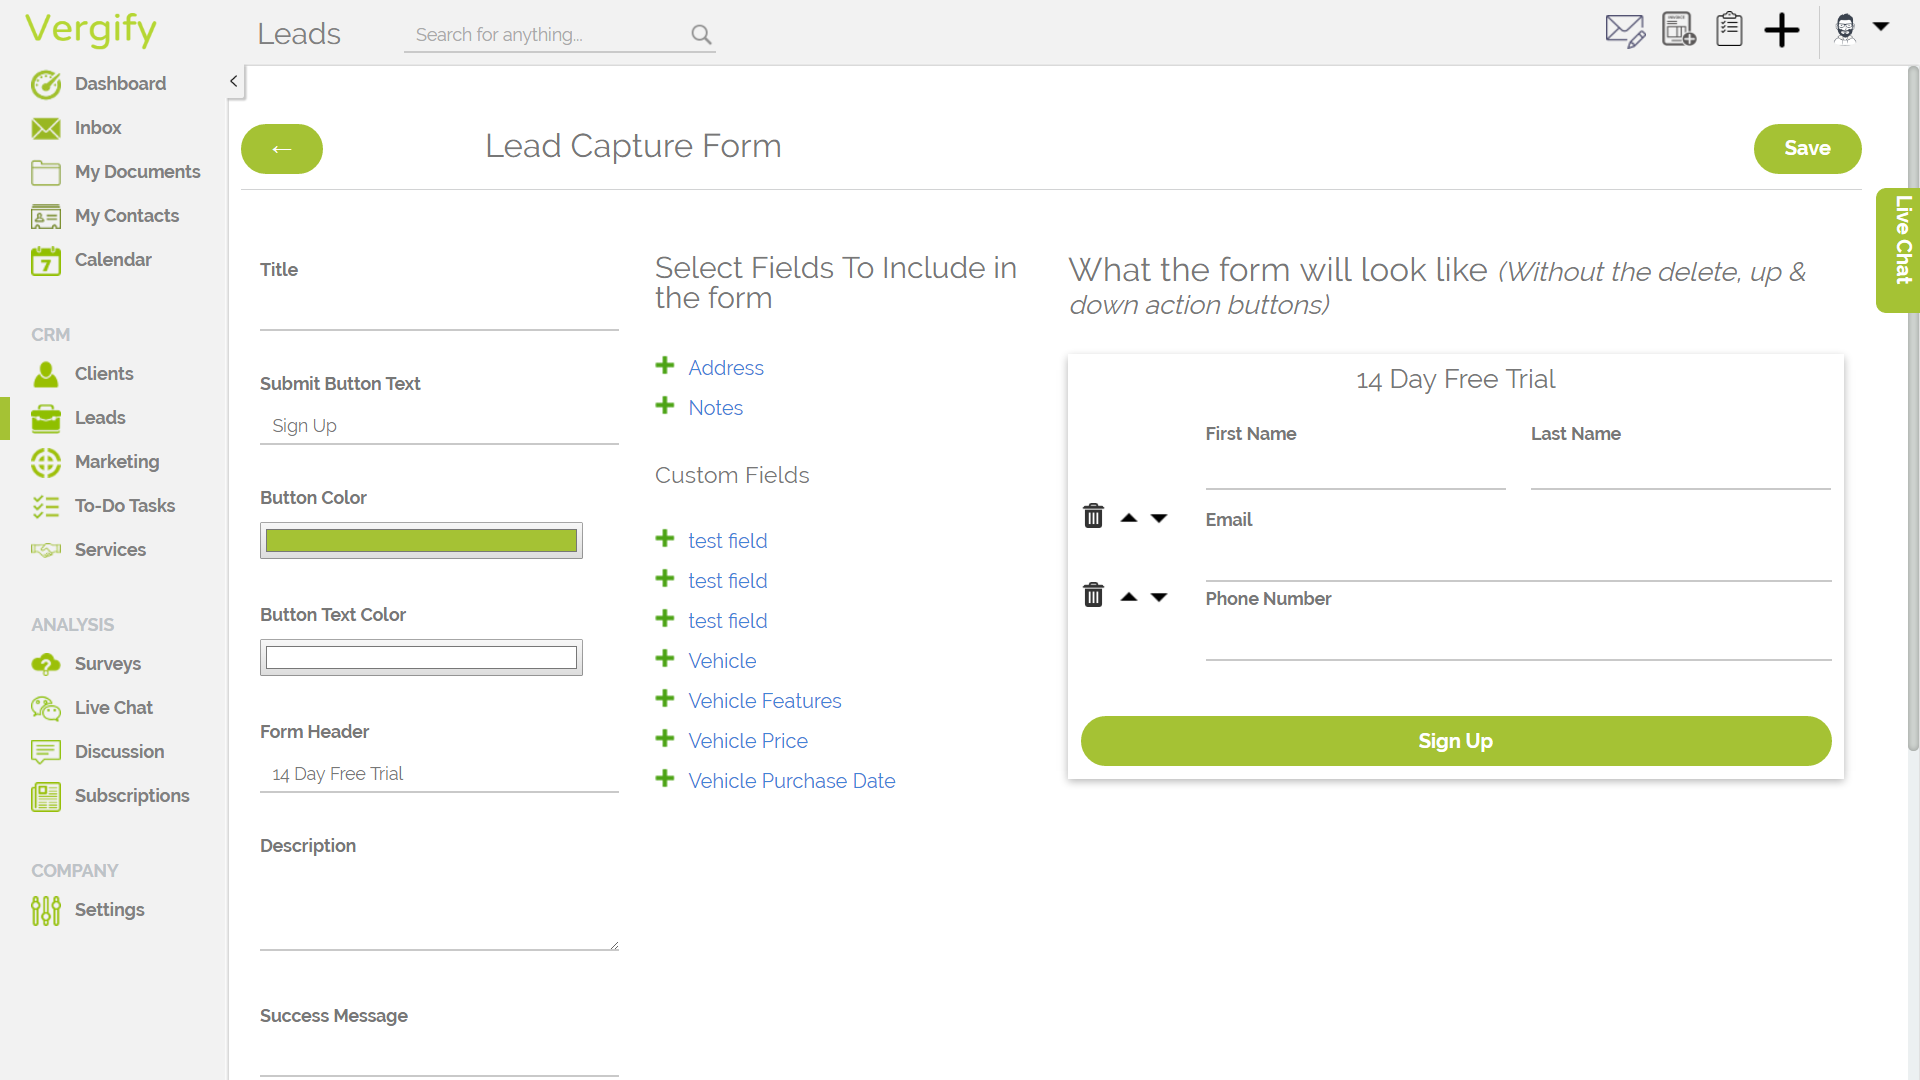 Vergify
Leads
Search for anything...
Dashboard
Inbox
My Documents
My Contacts
Calendar
7
CRM
Clients
Leads
Marketing
To-Do Tasks
Services
ANALYSIS
Surveys
Live Chat
Discussion
Subscriptions
COMPANY
Settings
←
Lead Capture Form
Save
Live Chat
Title
Submit Button Text
Sign Up
Button Color
Button Text Color
Form Header
14 Day Free Trial
Description
Success Message
Select Fields To Include in
the form
Address
Notes
Custom Fields
test field
test field
test field
Vehicle
Vehicle Features
Vehicle Price
Vehicle Purchase Date
What the form will look like (Without the delete, up &
down action buttons)
14 Day Free Trial
First Name
Last Name
Email
Phone Number
Sign Up